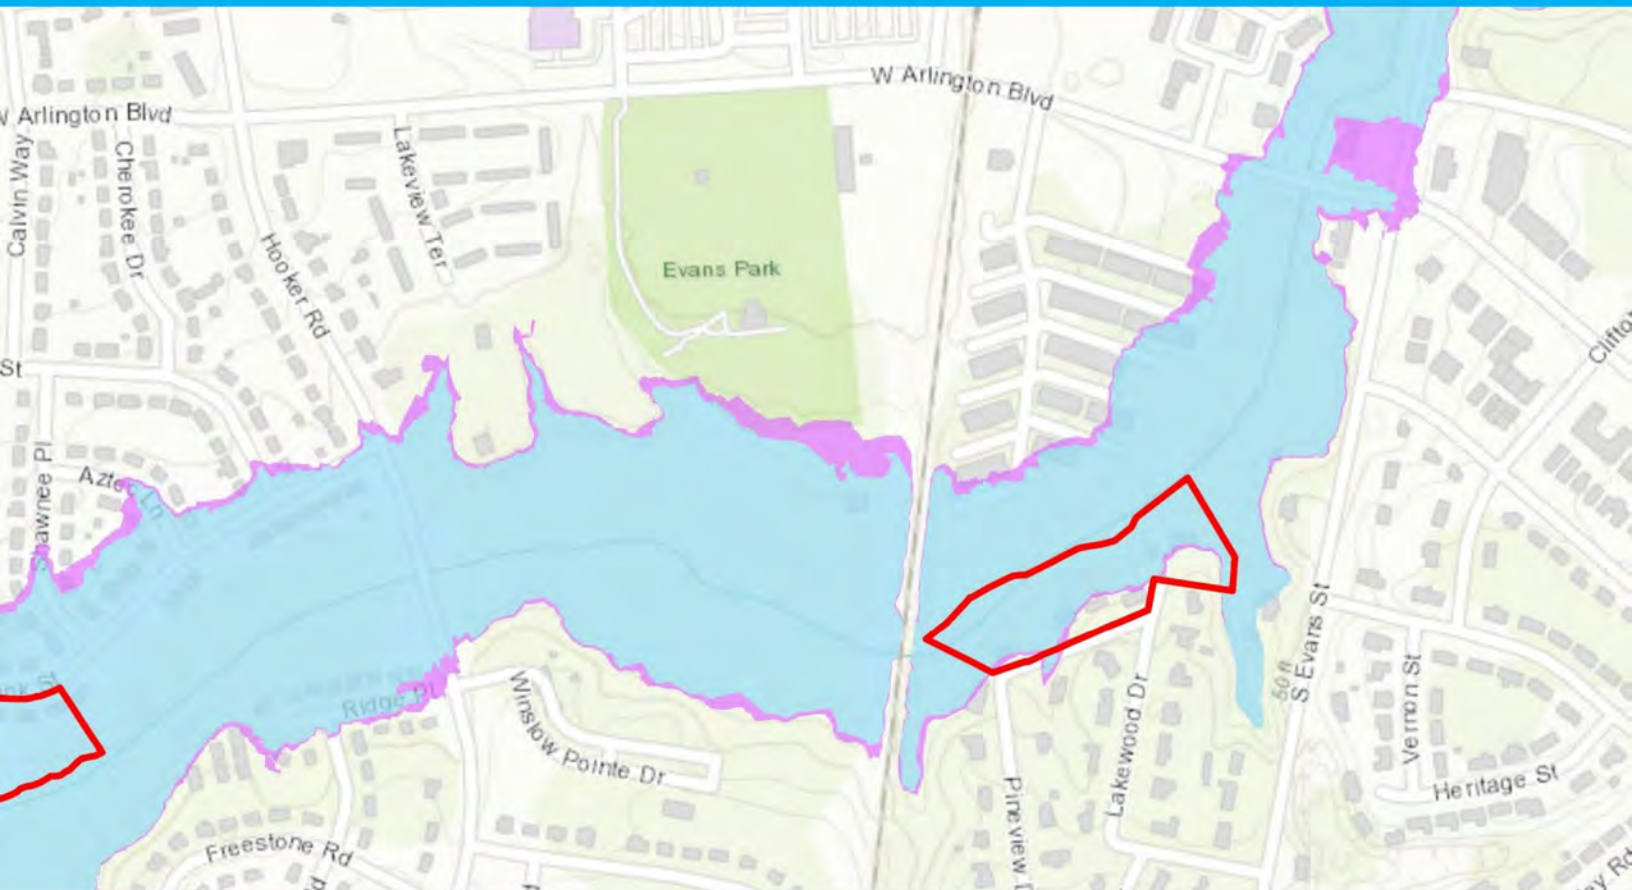 W Arlington Blvd
W Arlington Blvd
Calvin Way
Cherokee Dr
Lakeview Ter
Hooker Rd
Evans Park
Clifton
St
Shawnee Pl
Aztec Ln
50 ft
S Evans St
Ridge Pl
Winslow Pointe Dr
Lakewood Dr
Pineview
Vernon St
Heritage St
Freestone Rd